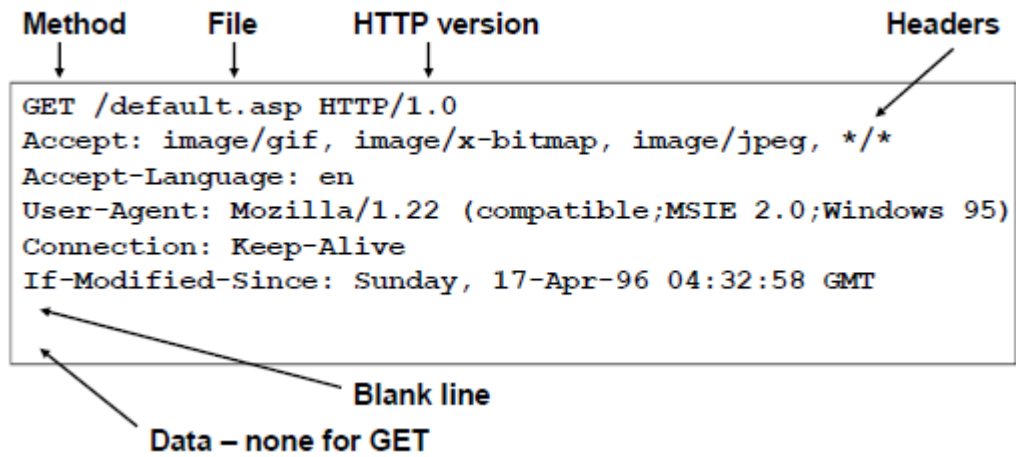 Method File HTTP version Headers
GET /default.asp HTTP/1.0
Accept: image/gif, image/x-bitmap, image/jpeg, */*
Accept-Language: en
User-Agent: Mozilla/1.22 (compatible;MSIE 2.0;Windows 95)
Connection: Keep-Alive
If-Modified-Since: Sunday, 17-Apr-96 04:32:58 GMT
Blank line
Data – none for GET